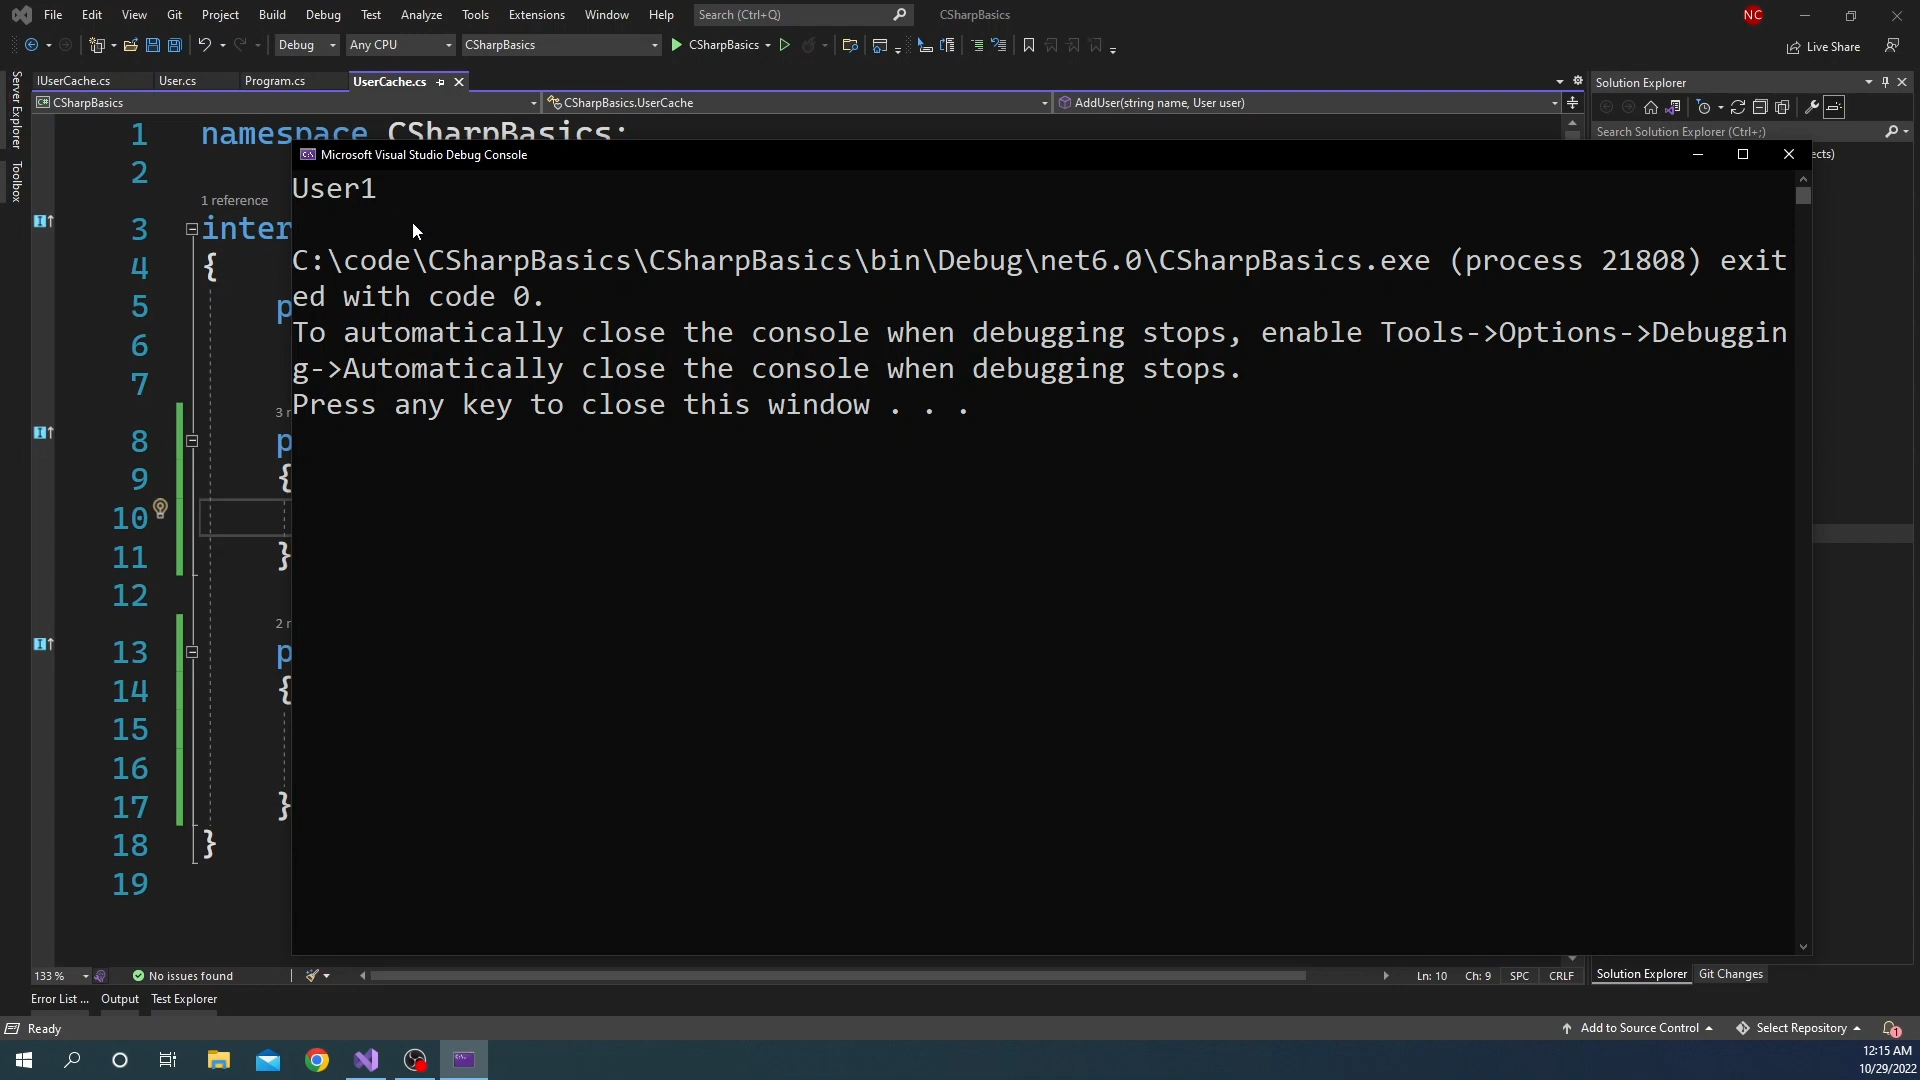 File Edit View Git Project Build Debug Test Analyze Tools Extensions Window Help Search (Ctrl+Q) CSharpBasics NC
Debug Any CPU CSharpBasics CSharpBasics Live Share
IUserCache.cs User.cs Program.cs UserCache.cs Solution Explorer
CSharpBasics CSharpBasics.UserCache AddUser(string name, User user)
Server Explorer
Toolbox
Search Solution Explorer (Ctrl+;)
1 namespace CSharpBasics;
Microsoft Visual Studio Debug Console
2
User1
1 reference
3 inter
4 {
C:\code\CSharpBasics\CSharpBasics\bin\Debug\net6.0\CSharpBasics.exe (process 21808) exit
ed with code 0.
To automatically close the console when debugging stops, enable Tools->Options->Debuggin
g->Automatically close the console when debugging stops.
Press any key to close this window . . .
5 p
6
7
3 r
8 p
9 {
10
11 }
12
2 r
13 p
14 {
15
16
17 }
18 }
19
133 % No issues found Ln: 10 Ch: 9 SPC CRLF
Solution Explorer Git Changes
Error List ... Output Test Explorer
Ready Add to Source Control Select Repository 1
12:15 AM
10/29/2022